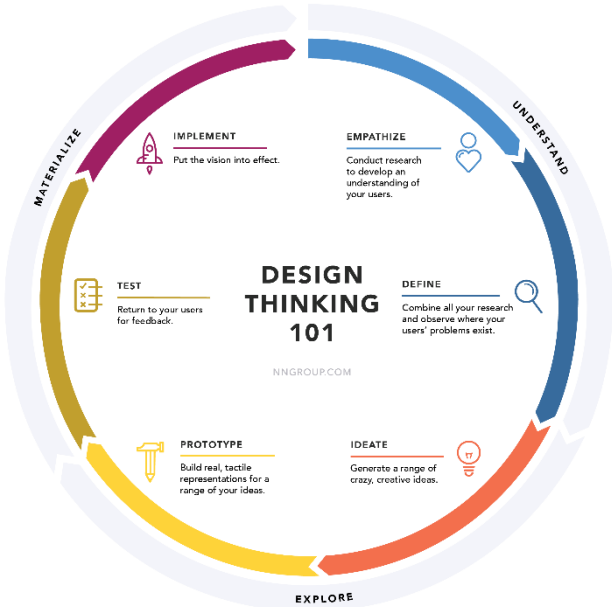 DESIGN
THINKING
101
NNGROUP.COM
UNDERSTAND
EMPATHIZE
Conduct research
to develop an
understanding of
your users.
DEFINE
Combine all your research
and observe where your
users' problems exist.
EXPLORE
IDEATE
Generate a range of
crazy, creative ideas.
PROTOTYPE
Build real, tactile
representations for a
range of your ideas.
MATERIALIZE
TEST
Return to your users
for feedback.
IMPLEMENT
Put the vision into effect.